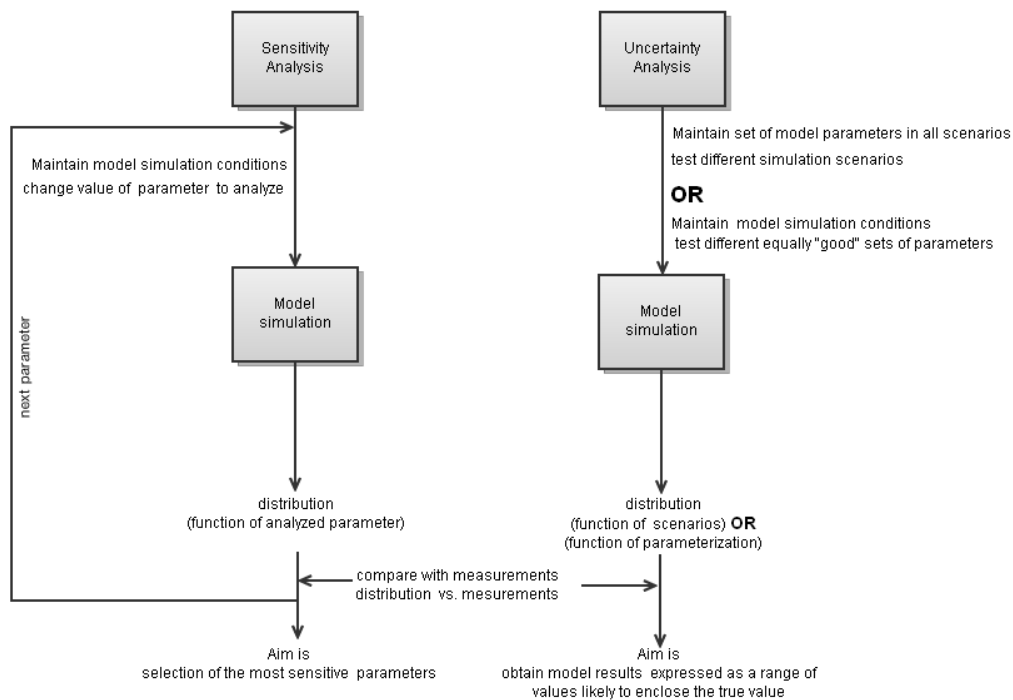 Sensitivity
Analysis
Uncertainty
Analysis
Maintain model simulation conditions
change value of parameter to analyze
Maintain set of model parameters in all scenarios
test different simulation scenarios
OR
Maintain model simulation conditions
test different equally "good" sets of parameters
Model
simulation
Model
simulation
next parameter
distribution
(function of analyzed parameter)
distribution
(function of scenarios) OR
(function of parameterization)
compare with measurements
distribution vs. mesurements
Aim is
selection of the most sensitive parameters
Aim is
obtain model results expressed as a range of
values likely to enclose the true value